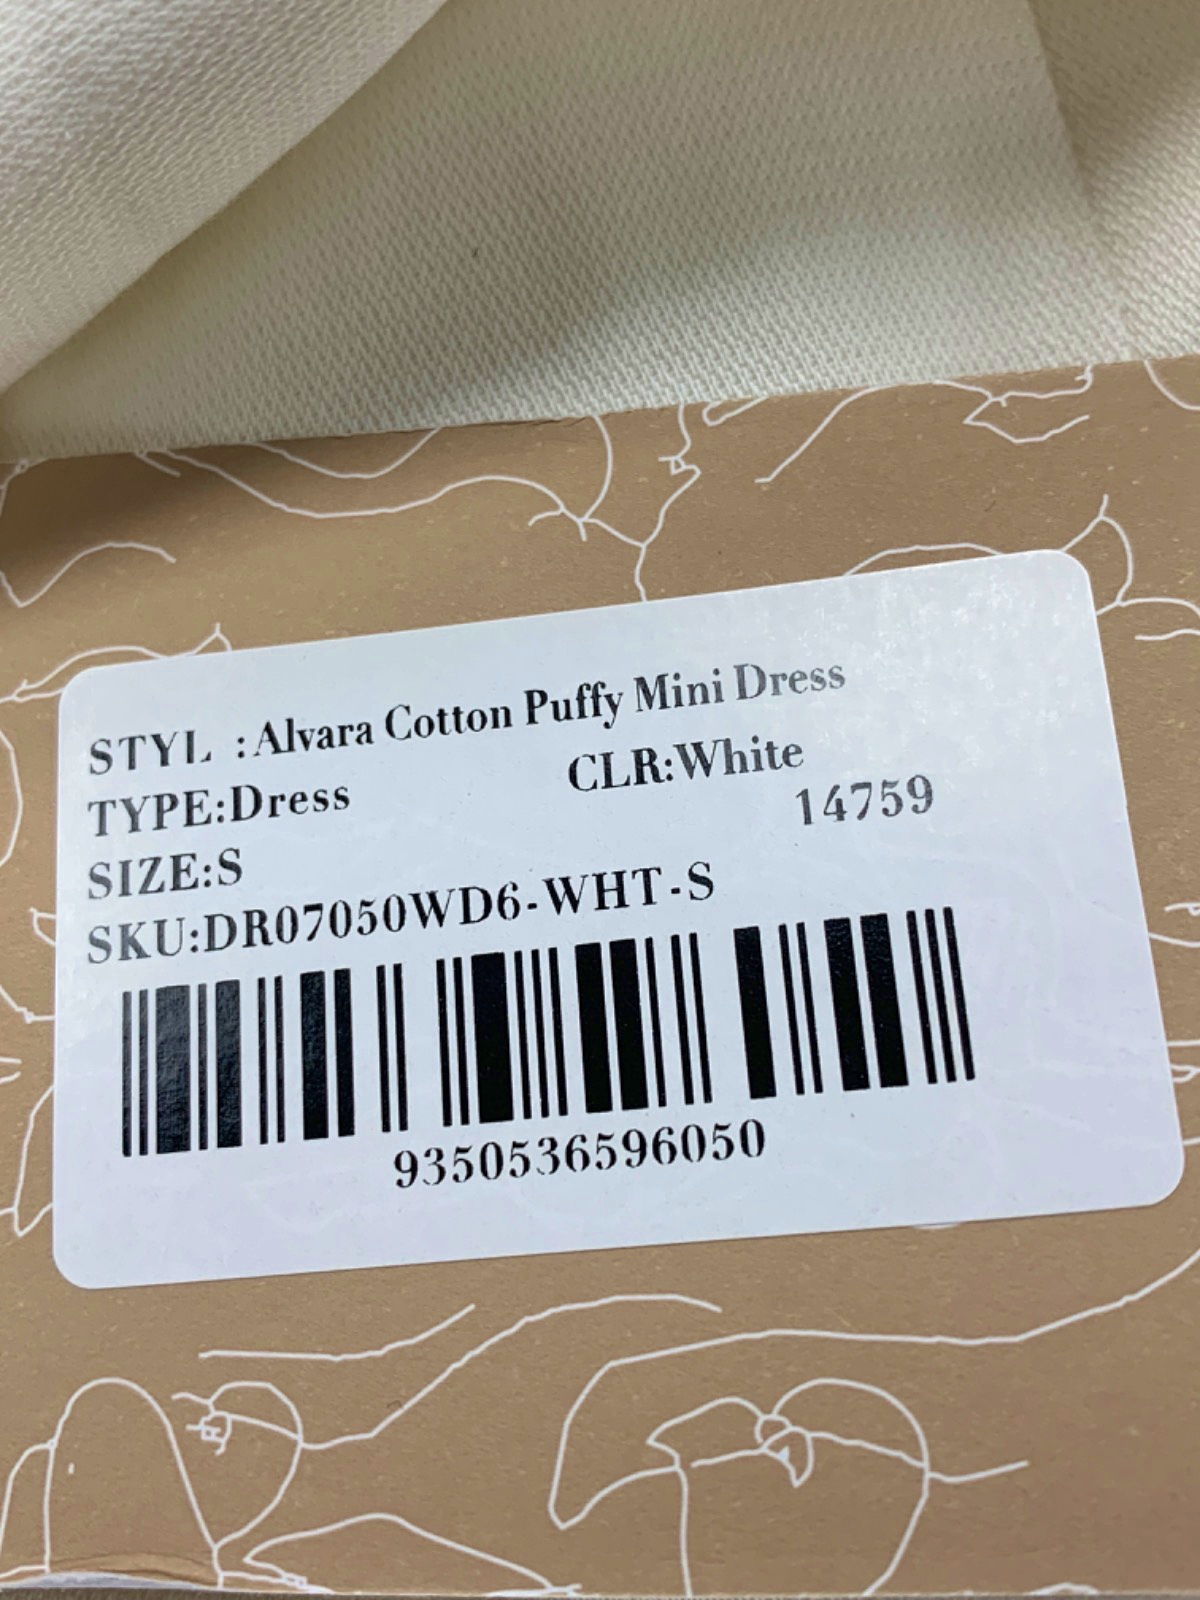 STYL :Alvara Cotton Puffy Mini Dress
TYPE:Dress CLR:White
SIZE:S 14759
SKU:DR07050WD6-WHT-S
9350536596050